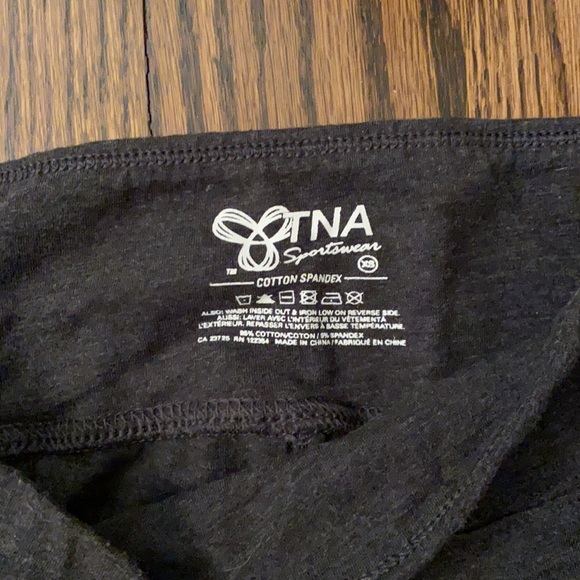 TNA
Sportswear
TM
XS
COTTON SPANDEX
ALSO: WASH INSIDE OUT & IRON LOW ON REVERSE SIDE.
AUSSI: LAVER AVEC L'INTÉRIEUR DU VÊTEMENT À
L'EXTÉRIEUR. REPASSER L'ENVERS À BASSE TEMPÉRATURE.
95% COTTON/COTON / 5% SPANDEX
CA 23725 RN 122354 MADE IN CHINA / FABRIQUÉ EN CHINE